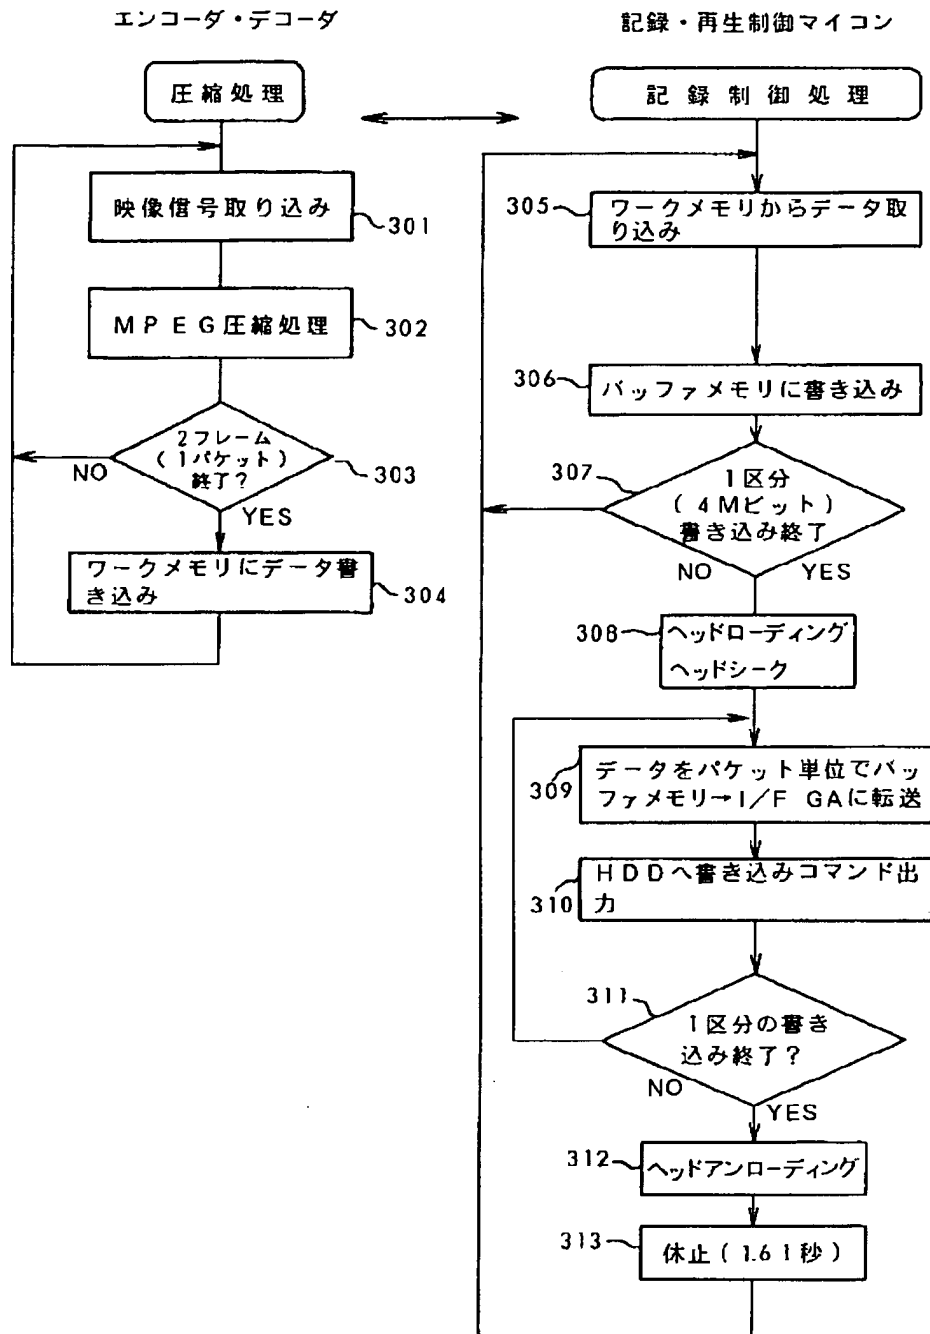 エンコーダ・デコーダ
圧縮処理
映像信号取り込み
301
MPEG圧縮処理
302
2フレーム
(1パケット)
終了?
303
NO
YES
ワークメモリにデータ書
き込み
304
記録・再生制御マイコン
記録制御処理
305
ワークメモリからデータ取
り込み
306
バッファメモリに書き込み
307
1区分
(4Mビット)
書き込み終了
NO
YES
308
ヘッドローディング
ヘッドシーク
309
データをパケット単位でバッ
ファメモリ→I/F GAに転送
310
HDDへ書き込みコマンド出
力
311
1区分の書き
込み終了?
NO
YES
312
ヘッドアンローディング
313
休止(1.61秒)